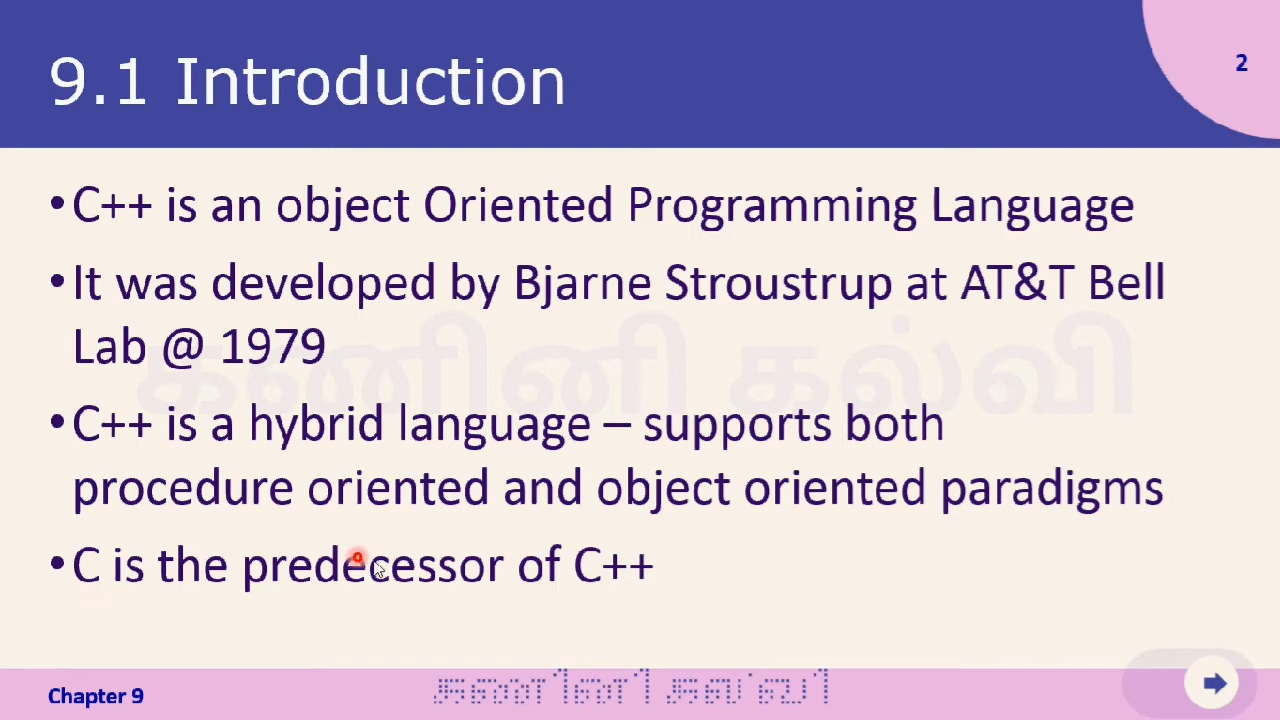 9.1 Introduction
2
•C++ is an object Oriented Programming Language
•It was developed by Bjarne Stroustrup at AT&T Bell
Lab @ 1979
•C++ is a hybrid language – supports both
procedure oriented and object oriented paradigms
•C is the predecessor of C++
கணினி கல்வி
Chapter 9
கணினி கல்வி